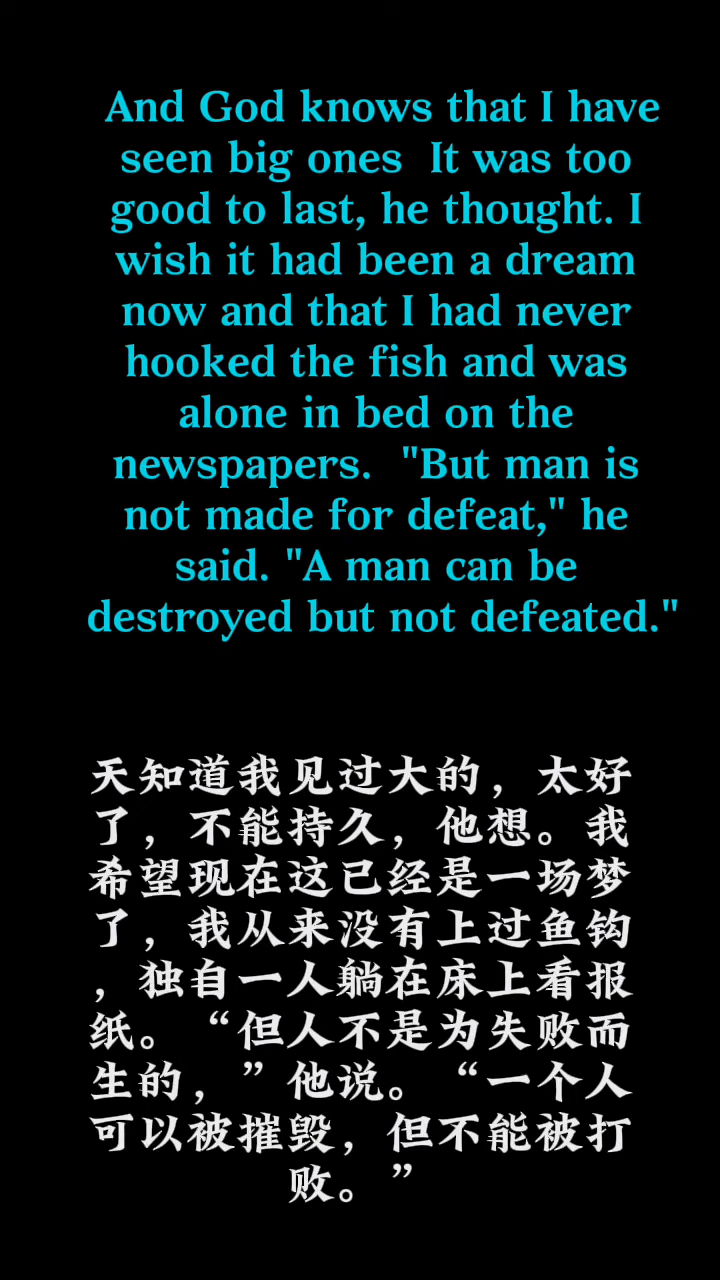 And God knows that I have
seen big ones  It was too
good to last, he thought. I
wish it had been a dream
now and that I had never
hooked the fish and was
alone in bed on the
newspapers.  "But man is
not made for defeat," he
said. "A man can be
destroyed but not defeated."
天知道我见过大的，太好
了，不能持久，他想。我
希望现在这已经是一场梦
了，我从来没有上过鱼钩
，独自一人躺在床上看报
纸。“但人不是为失败而
生的，”他说。“一个人
可以被摧毁，但不能被打
败。”